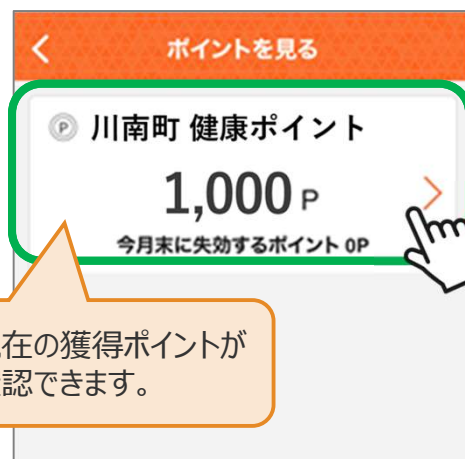 ポイントを見る
川南町 健康ポイント
1,000 P
今月末に失効するポイント 0P
在の獲得ポイントが
認できます。